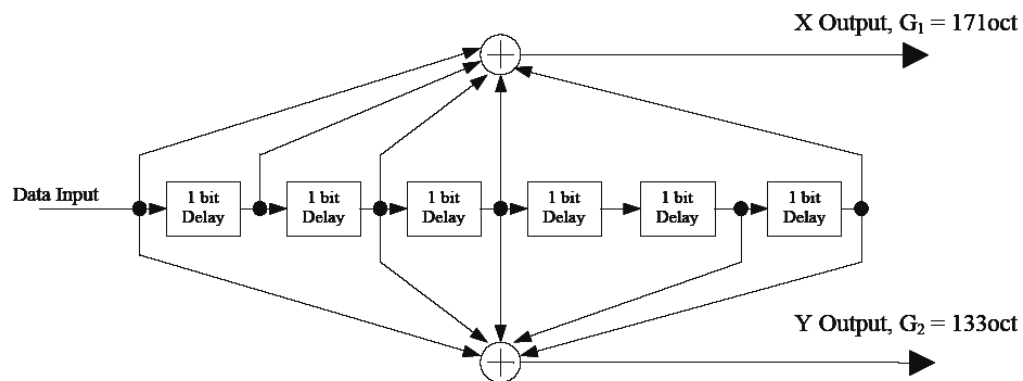 X Output, G₁ = 171oct
Data Input
1 bit
Delay
1 bit
Delay
1 bit
Delay
1 bit
Delay
1 bit
Delay
1 bit
Delay
Y Output, G₂ = 133oct